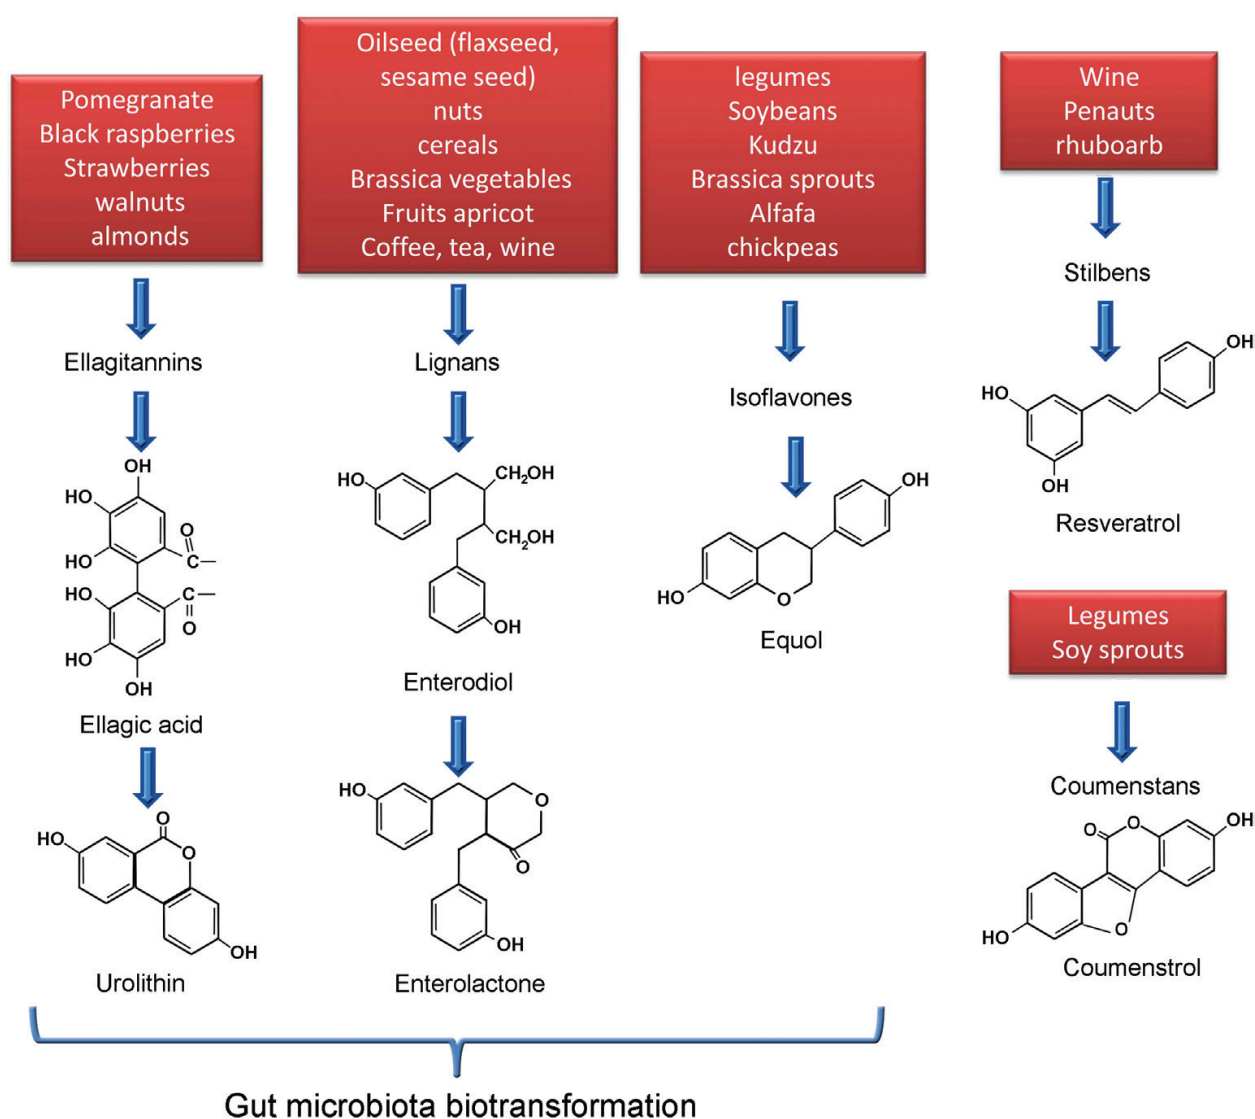 Pomegranate
Black raspberries
Strawberries
walnuts
almonds
Ellagitannins
OH
HO
HO
O
C
HO
C
O
HO
OH
Ellagic acid
O
HO
O
OH
Urolithin
Oilseed (flaxseed,
sesame seed)
nuts
cereals
Brassica vegetables
Fruits apricot
Coffee, tea, wine
Lignans
HO
CH2OH
CH2OH
OH
Enterodiol
HO
O
O
OH
Enterolactone
legumes
Soybeans
Kudzu
Brassica sprouts
Alfafa
chickpeas
Isoflavones
OH
HO
O
Equol
Gut microbiota biotransformation
Wine
Penauts
rhuboarb
Stilbens
OH
HO
OH
Resveratrol
Legumes
Soy sprouts
Coumenstans
O
O
OH
HO
O
Coumenstrol